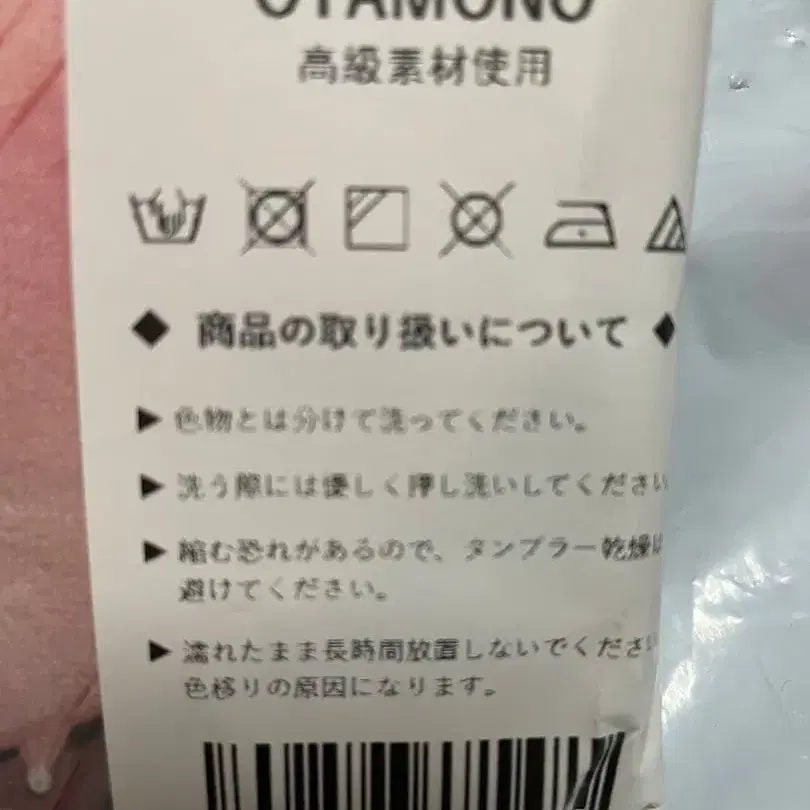 OTAMONO
高級素材使用
◆ 商品の取り扱いについて ◆
▶ 色物とは分けて洗ってください。
▶ 洗う際には優しく押し洗いしてください
▶ 縮む恐れがあるので、タンプラー乾燥は
避けてください。
▶ 濡れたまま長時間放置しないでください
色移りの原因になります。